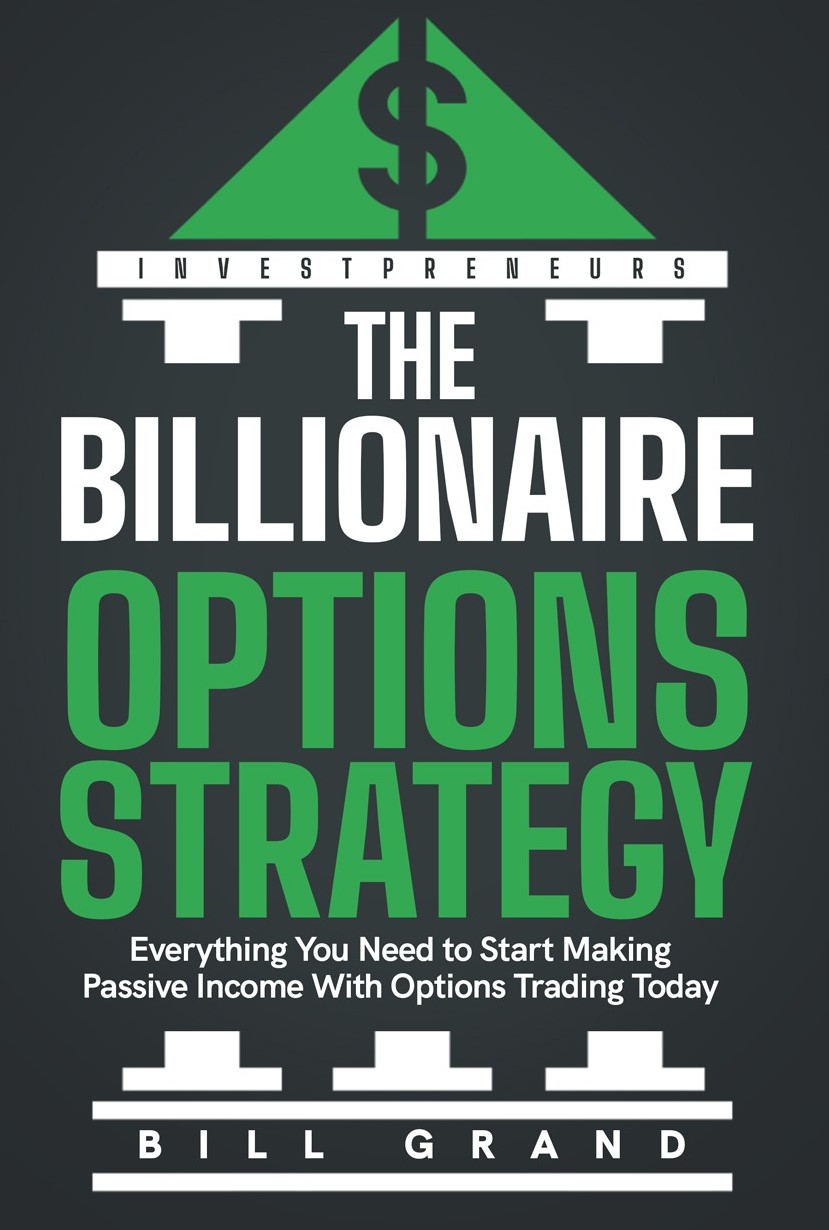 $
INVESTPRENEURS
THE
BILLIONAIRE
OPTIONS
STRATEGY
Everything You Need to Start Making
Passive Income With Options Trading Today
BILL GRAND